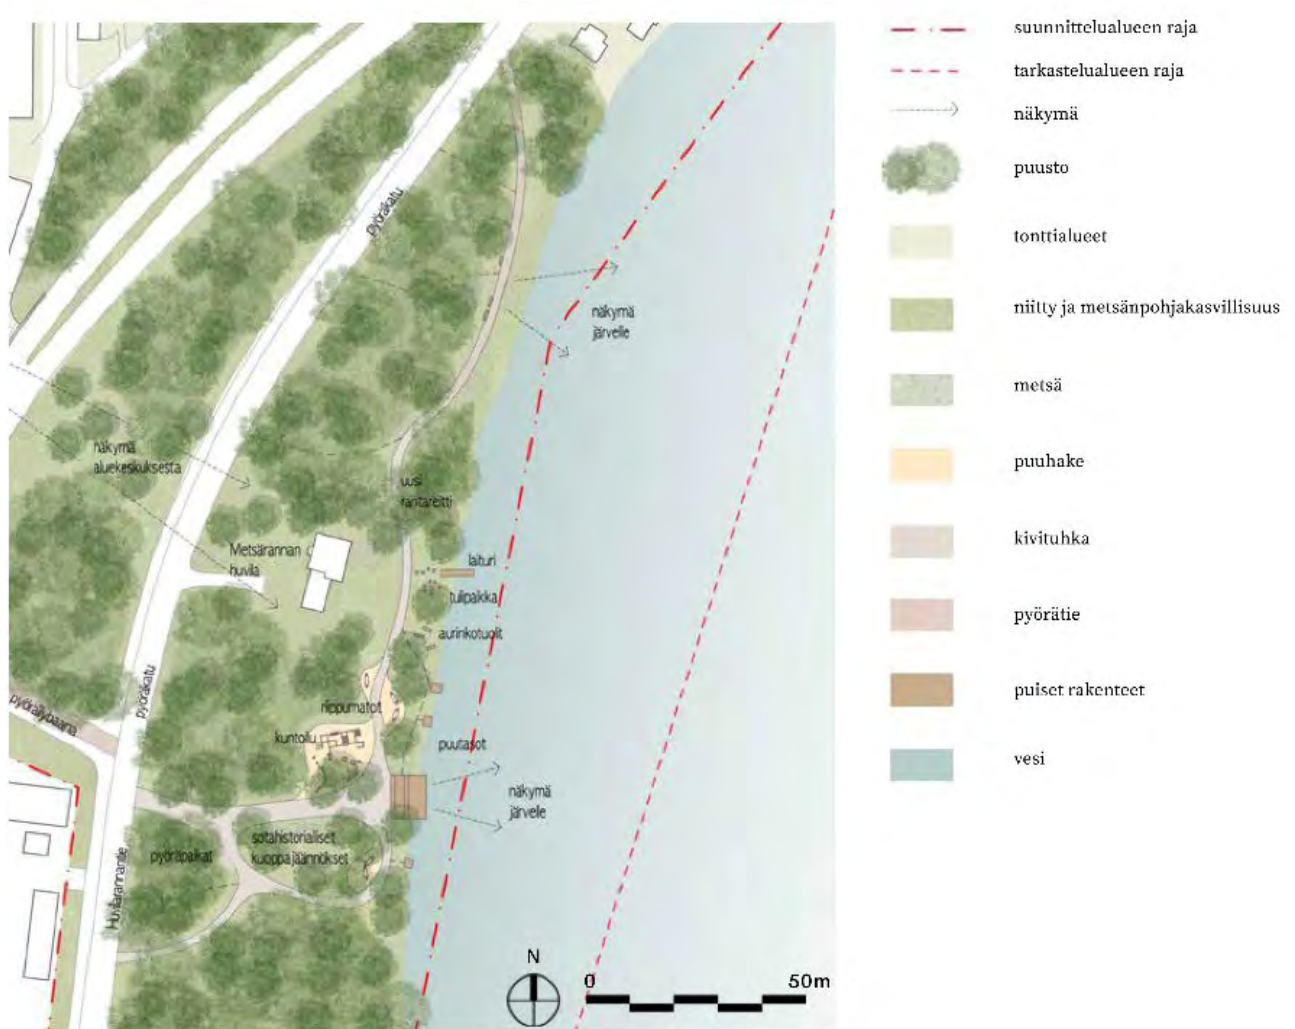 suunnittelualueen raja
tarkastelualueen raja
näkymä
puusto
tonttialueet
niitty ja metsänpohjakasvillisuus
metsä
puuhake
kivituhka
pyörätie
puiset rakenteet
vesi
pyöräkatu
näkymä
järvelle
näkymä
aluekeskuksesta
uusi
rantareitti
Metsärannan
huvila
laituri
tulipaikka
aurinkotuolit
pyöräkatu
riippumatot
kuntoilu
puutasot
näkymä
järvelle
sotahistorialiset
kuoppajäännökset
pyöräpaikat
Huvilarannantie
N
0 50m